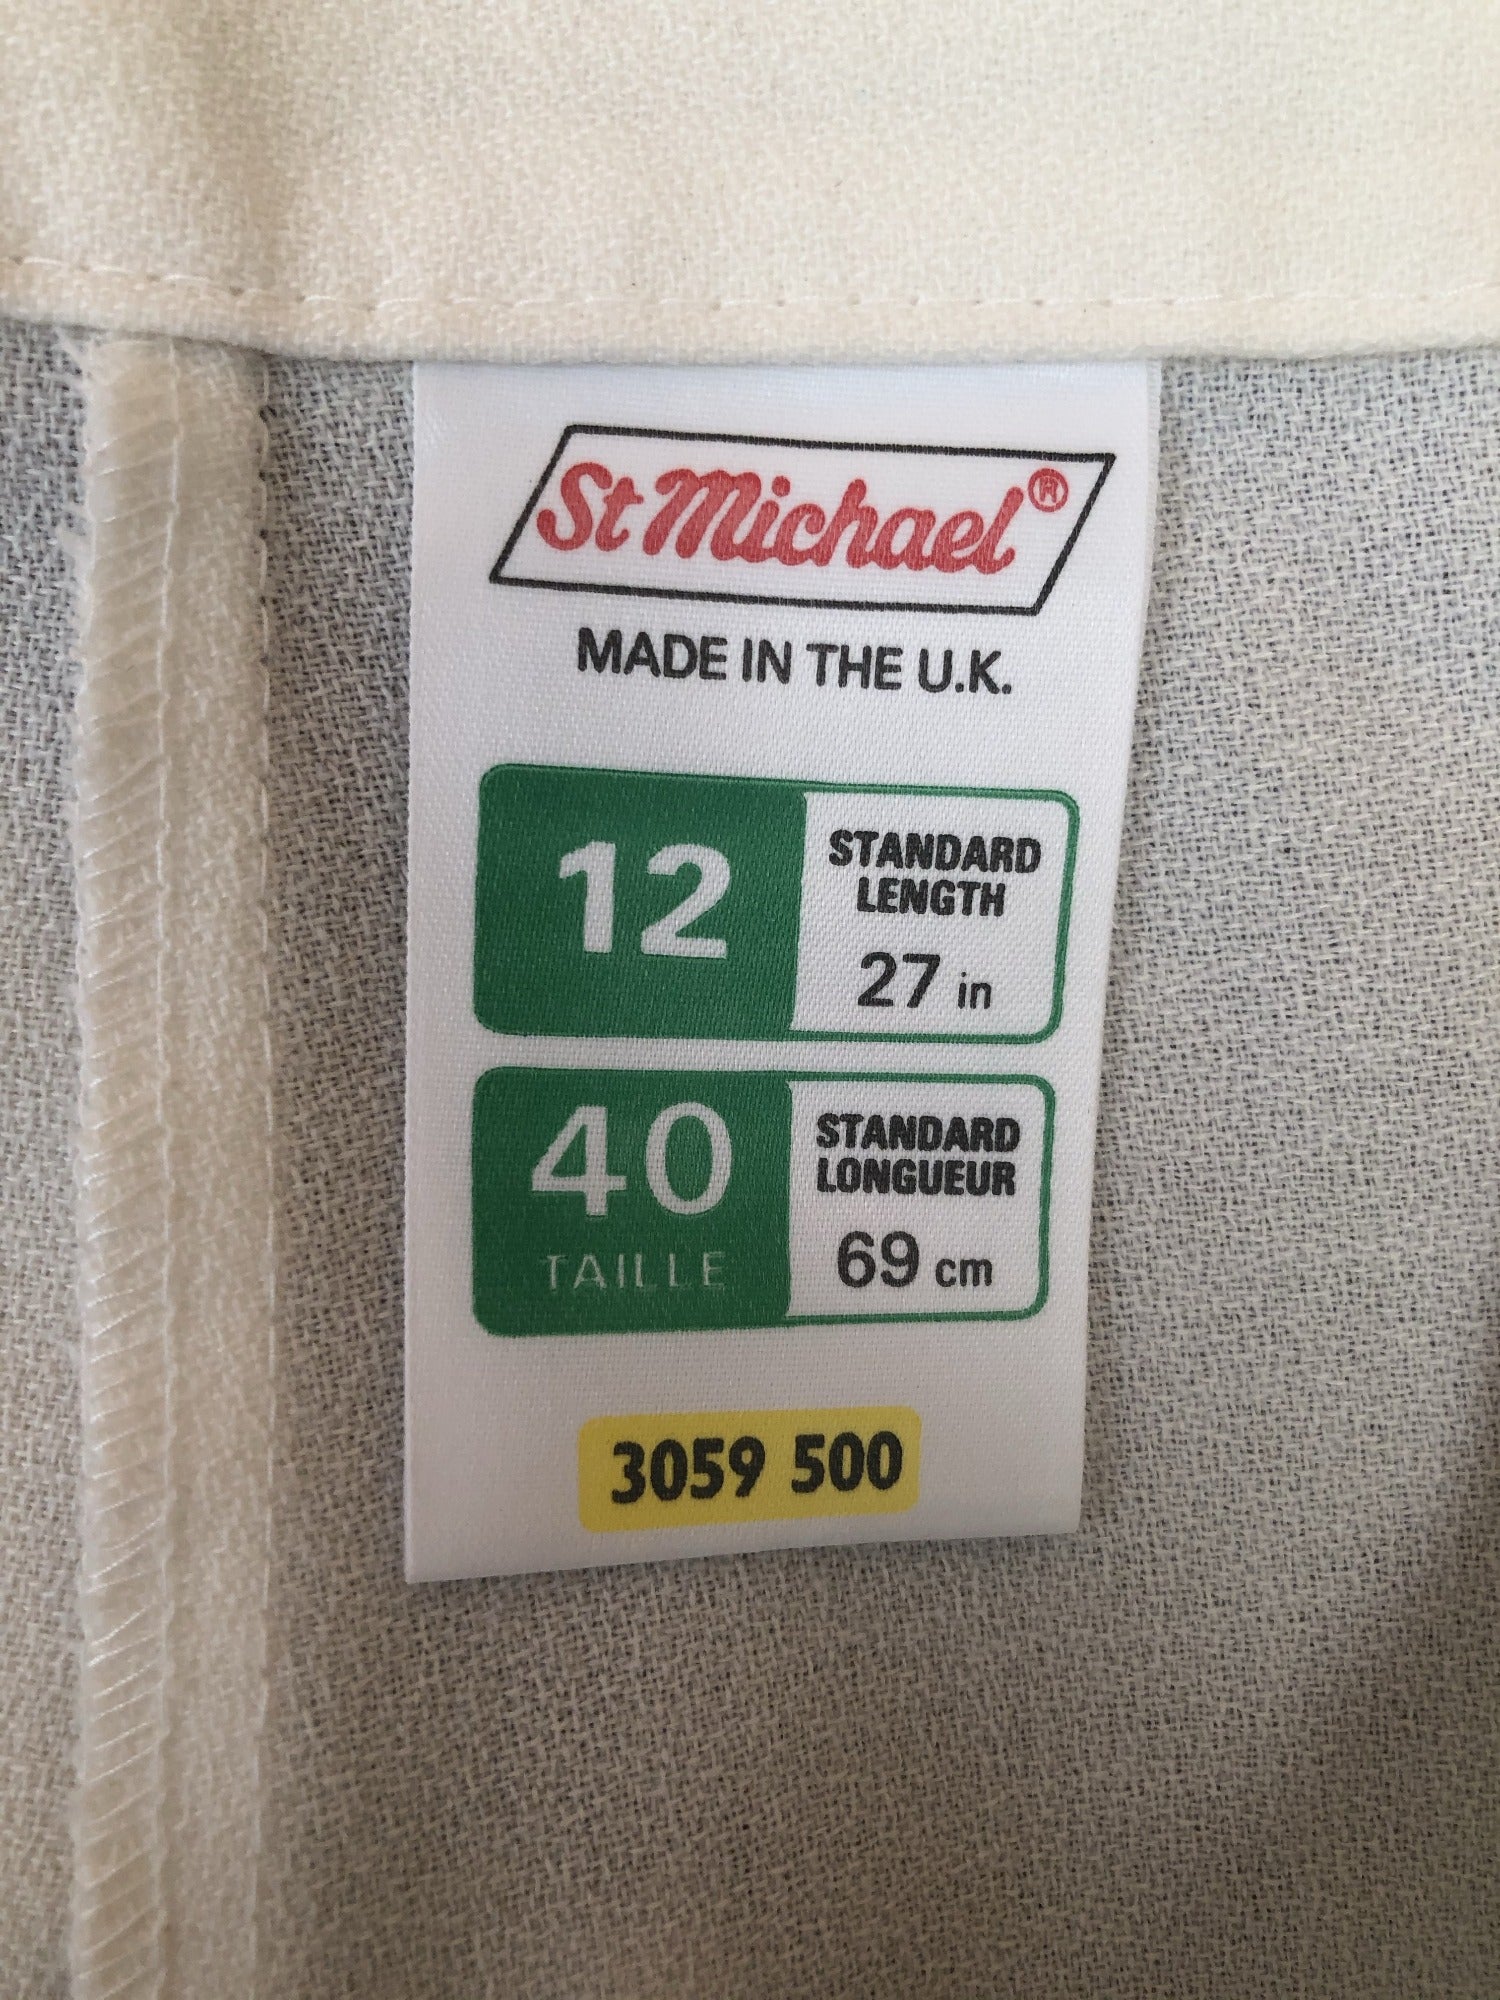 St Michael®
MADE IN THE U.K.
12
STANDARD
LENGTH
27 in
40
TAILLE
STANDARD
LONGUEUR
69 cm
3059 500